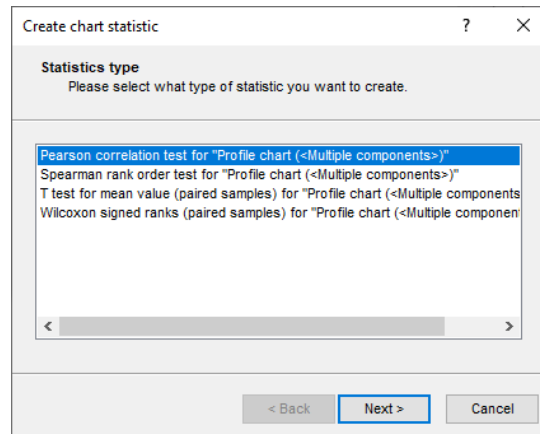 Create chart statistic
?
Statistics type
Please select what type of statistic you want to create.
Pearson correlation test for "Profile chart (<Multiple components>)"
Spearman rank order test for "Profile chart (<Multiple components>)"
T test for mean value (paired samples) for "Profile chart (<Multiple components
Wilcoxon signed ranks (paired samples) for "Profile chart (<Multiple componen
< Back Next > Cancel